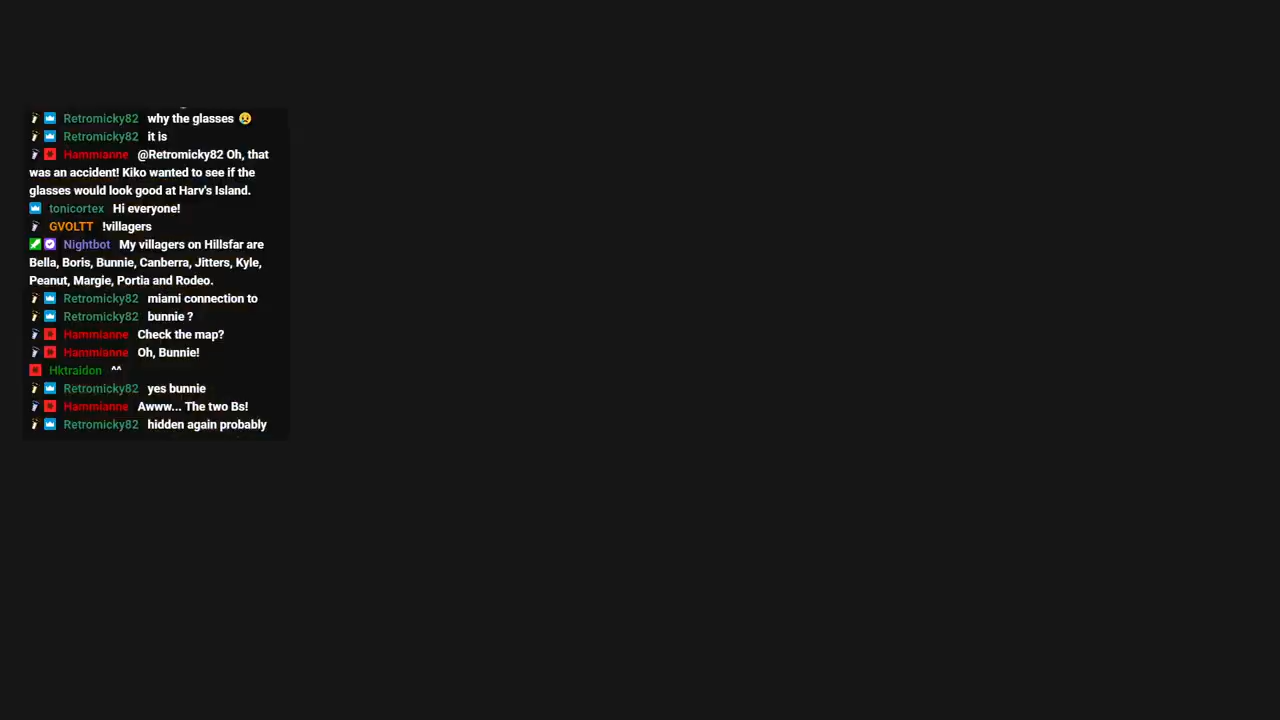 Retromicky82 why the glasses 😢
Retromicky82 it is
Hammianne @Retromicky82 Oh, that
was an accident! Kiko wanted to see if the
glasses would look good at Harv's Island.
tonicortex Hi everyone!
GVOLTT !villagers
Nightbot My villagers on Hillsfar are
Bella, Boris, Bunnie, Canberra, Jitters, Kyle,
Peanut, Margie, Portia and Rodeo.
Retromicky82 miami connection to
Retromicky82 bunnie ?
Hammianne Check the map?
Hammianne Oh, Bunnie!
Hktraidon ^^
Retromicky82 yes bunnie
Hammianne Awww... The two Bs!
Retromicky82 hidden again probably